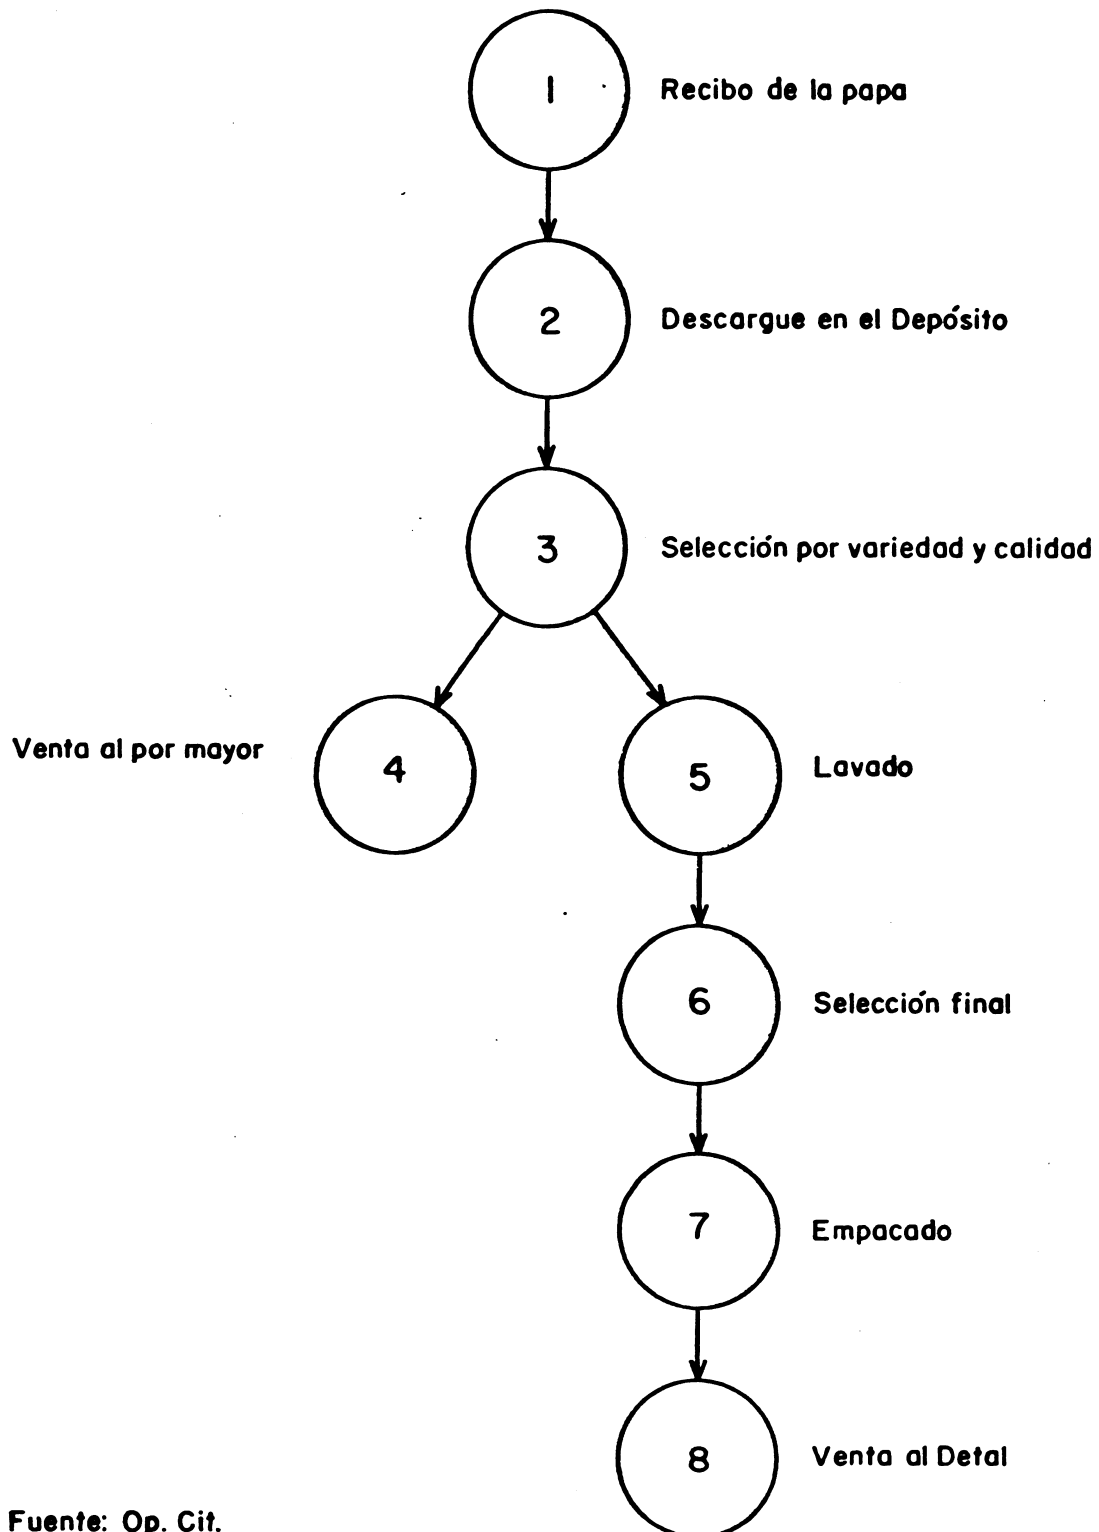 1 Recibo de la papa
2 Descargue en el Depósito
3 Selección por variedad y calidad
Venta al por mayor 4
5 Lavado
6 Selección final
7 Empacado
8 Venta al Detal
Fuente: Op. Cit.